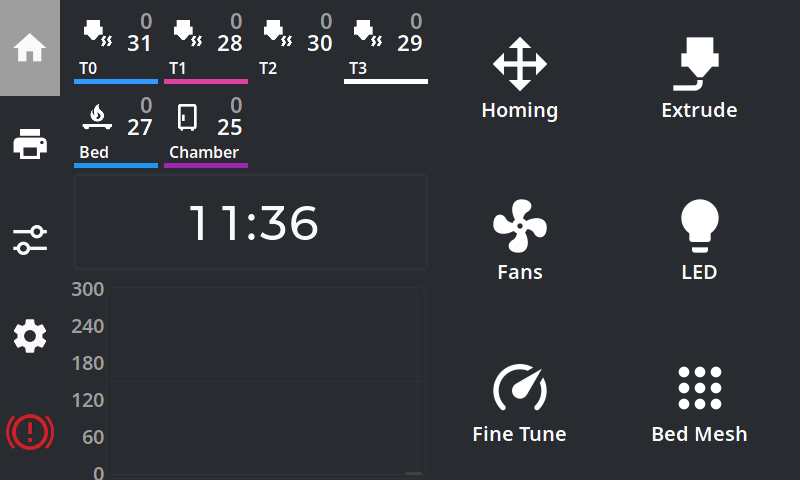 0 0 0 0
31 28 30 29
T0 T1 T2 T3
0 0
27 25
Bed Chamber
11:36
300
240
180
120
60
0
Homing Extrude
Fans LED
Fine Tune Bed Mesh